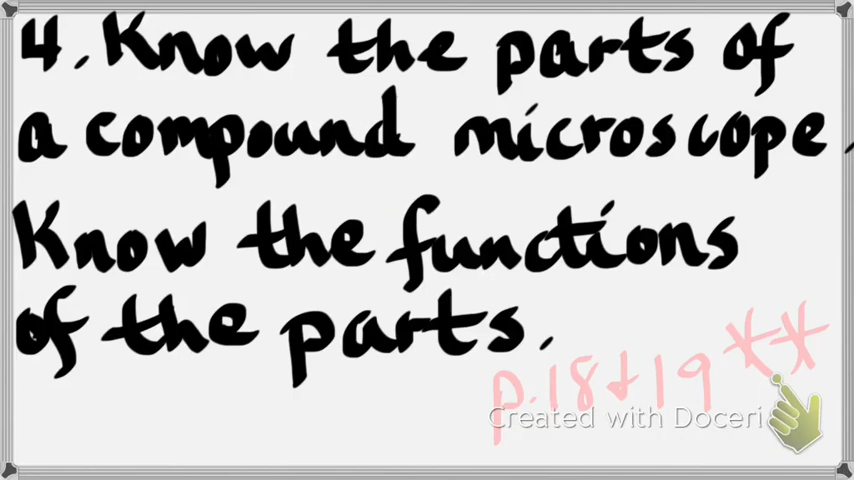 4. Know the parts of
a compound microscope.
Know the functions
of the parts.
p. 18 + 19 **
Created with Doceri